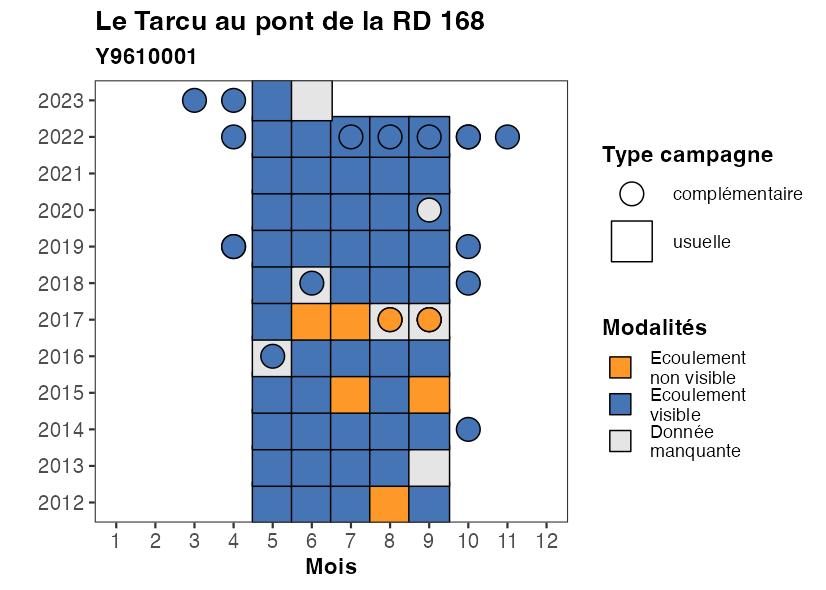 Le Tarcu au pont de la RD 168
Y9610001
2023
2022
2021
2020
2019
2018
2017
2016
2015
2014
2013
2012
1 2 3 4 5 6 7 8 9 10 11 12
Mois
Type campagne
complémentaire
usuelle
Modalités
Ecoulement
non visible
Ecoulement
visible
Donnée
manquante